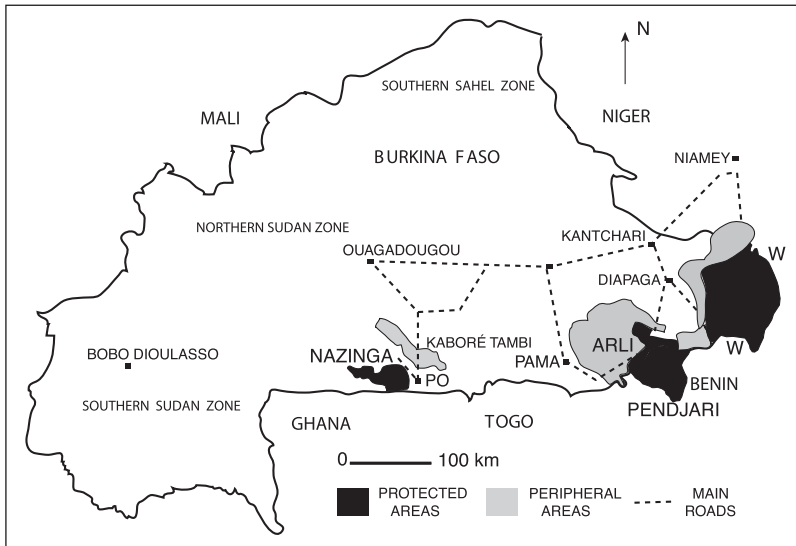 N
SOUTHERN SAHEL ZONE
MALI
NIGER
BURKINA FASO
NIAMEY
NORTHERN SUDAN ZONE
KANTCHARI
OUAGADOUGOU
W
DIAPAGA
KABORÉ TAMBI
ARLI
W
BOBO DIOULASSO
NAZINGA
PAMA
PO
BENIN
SOUTHERN SUDAN ZONE
PENDJARI
GHANA
TOGO
0 100 km
PROTECTED
AREAS
PERIPHERAL
AREAS
MAIN
ROADS